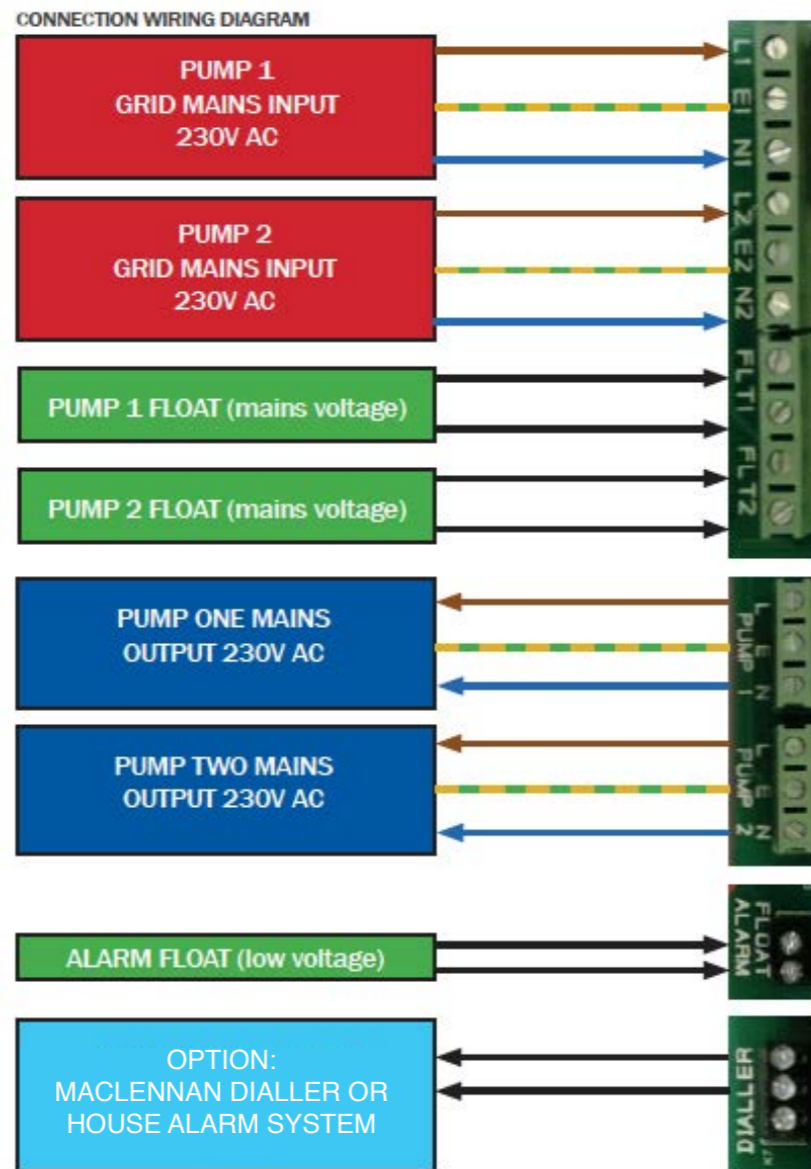 CONNECTION WIRING DIAGRAM
PUMP 1
GRID MAINS INPUT
230V AC
L1
E1
N1
PUMP 2
GRID MAINS INPUT
230V AC
L2
E2
N2
PUMP 1 FLOAT (mains voltage)
FLT1
PUMP 2 FLOAT (mains voltage)
FLT2
PUMP ONE MAINS
OUTPUT 230V AC
L E N
PUMP 1
PUMP TWO MAINS
OUTPUT 230V AC
L E N
PUMP 2
ALARM FLOAT (low voltage)
FLOAT
ALARM
OPTION:
MACLENNAN DIALLER OR
HOUSE ALARM SYSTEM
DIALLER
K7